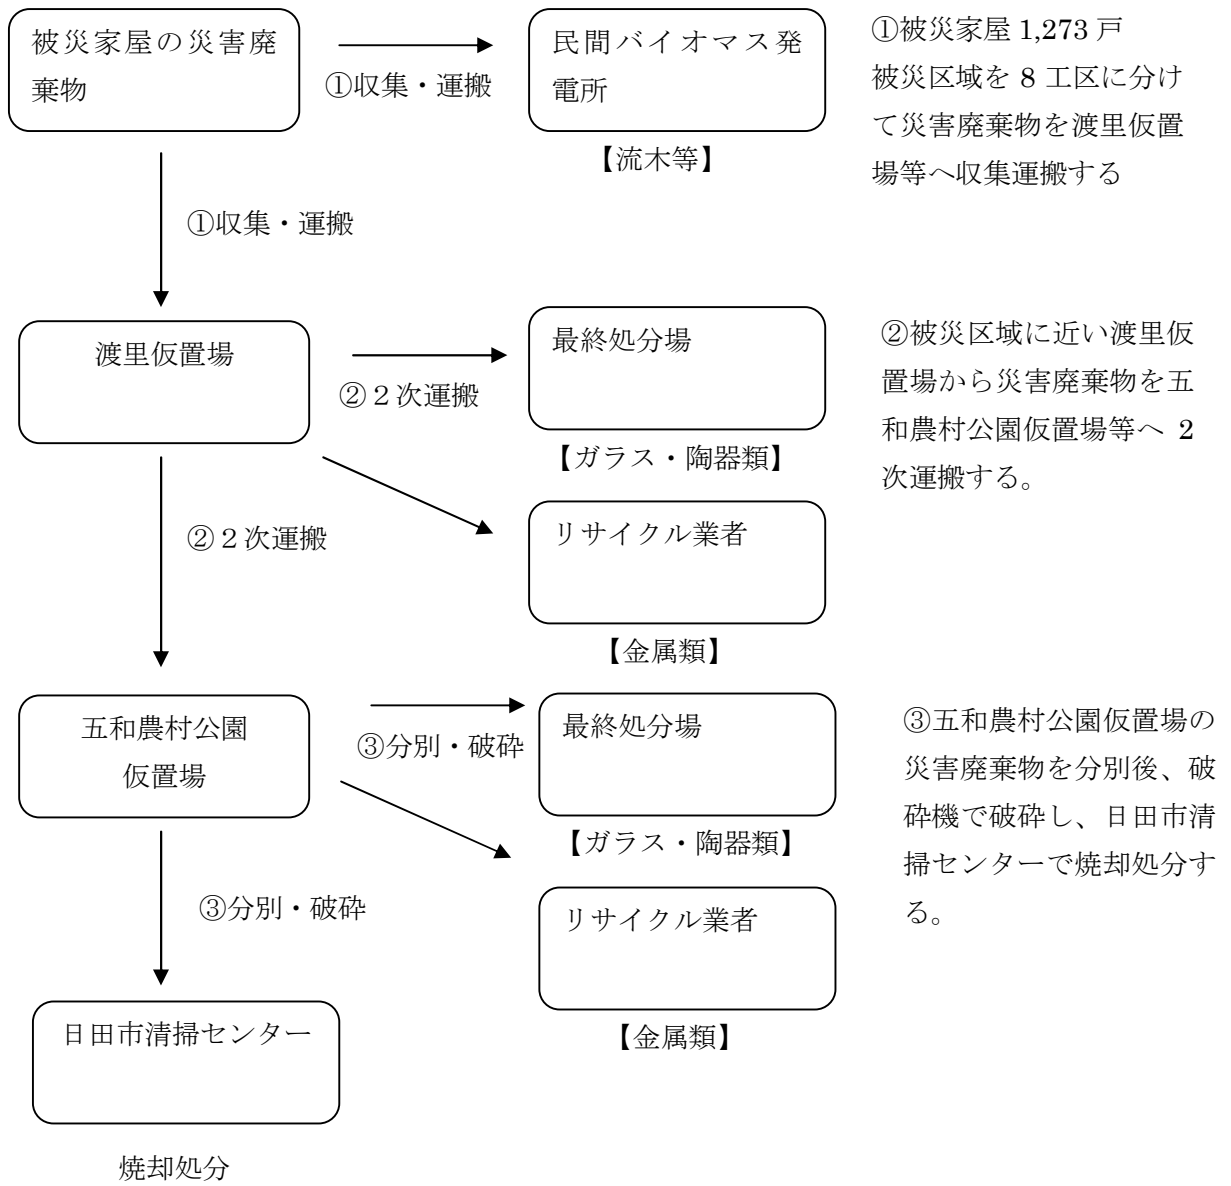 被災家屋の災害廃
棄物
①収集・運搬
民間バイオマス発
電所
【流木等】
①被災家屋 1,273 戸
被災区域を 8 工区に分け
て災害廃棄物を渡里仮置
場等へ収集運搬する
①収集・運搬
渡里仮置場
②２次運搬
最終処分場
【ガラス・陶器類】
②被災区域に近い渡里仮
置場から災害廃棄物を五
和農村公園仮置場等へ 2
次運搬する。
②２次運搬
リサイクル業者
【金属類】
五和農村公園
仮置場
③分別・破砕
最終処分場
【ガラス・陶器類】
③五和農村公園仮置場の
災害廃棄物を分別後、破
砕機で破砕し、日田市清
掃センターで焼却処分す
る。
③分別・破砕
リサイクル業者
【金属類】
日田市清掃センター
焼却処分